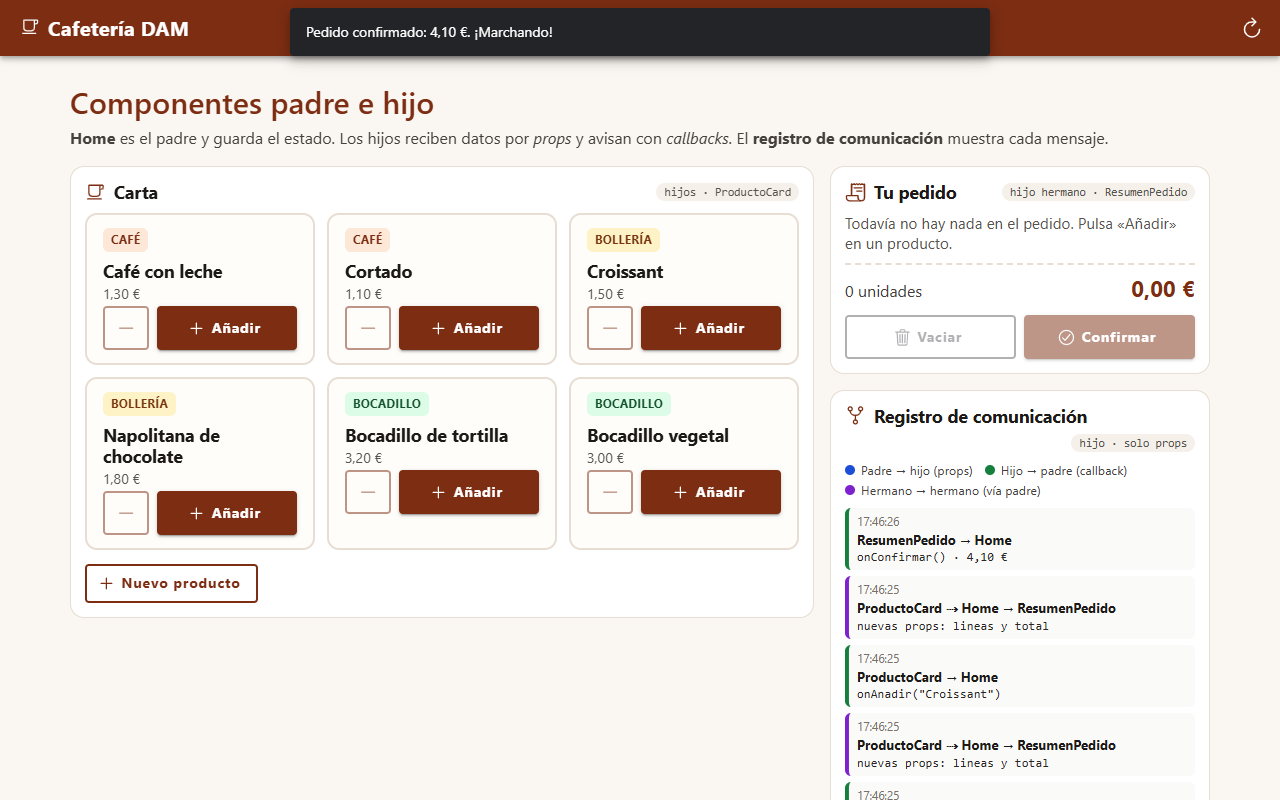 Cafetería DAM
Pedido confirmado: 4,10 €. ¡Marchando!
Componentes padre e hijo
Home es el padre y guarda el estado. Los hijos reciben datos por props y avisan con callbacks. El registro de comunicación muestra cada mensaje.
Carta
hijos · ProductoCard
CAFÉ
Café con leche
1,30 €
Añadir
CAFÉ
Cortado
1,10 €
Añadir
BOLLERÍA
Croissant
1,50 €
Añadir
BOLLERÍA
Napolitana de
chocolate
1,80 €
Añadir
BOCADILLO
Bocadillo de tortilla
3,20 €
Añadir
BOCADILLO
Bocadillo vegetal
3,00 €
Añadir
Nuevo producto
Tu pedido
hijo hermano · ResumenPedido
Todavía no hay nada en el pedido. Pulsa «Añadir»
en un producto.
0 unidades
0,00 €
Vaciar
Confirmar
Registro de comunicación
hijo · solo props
Padre → hijo (props)
Hijo → padre (callback)
Hermano → hermano (vía padre)
17:46:26
ResumenPedido → Home
onConfirmar() · 4,10 €
17:46:25
ProductoCard ⇢ Home → ResumenPedido
nuevas props: lineas y total
17:46:25
ProductoCard → Home
onAnadir("Croissant")
17:46:25
ProductoCard ⇢ Home → ResumenPedido
nuevas props: lineas y total
17:46:25